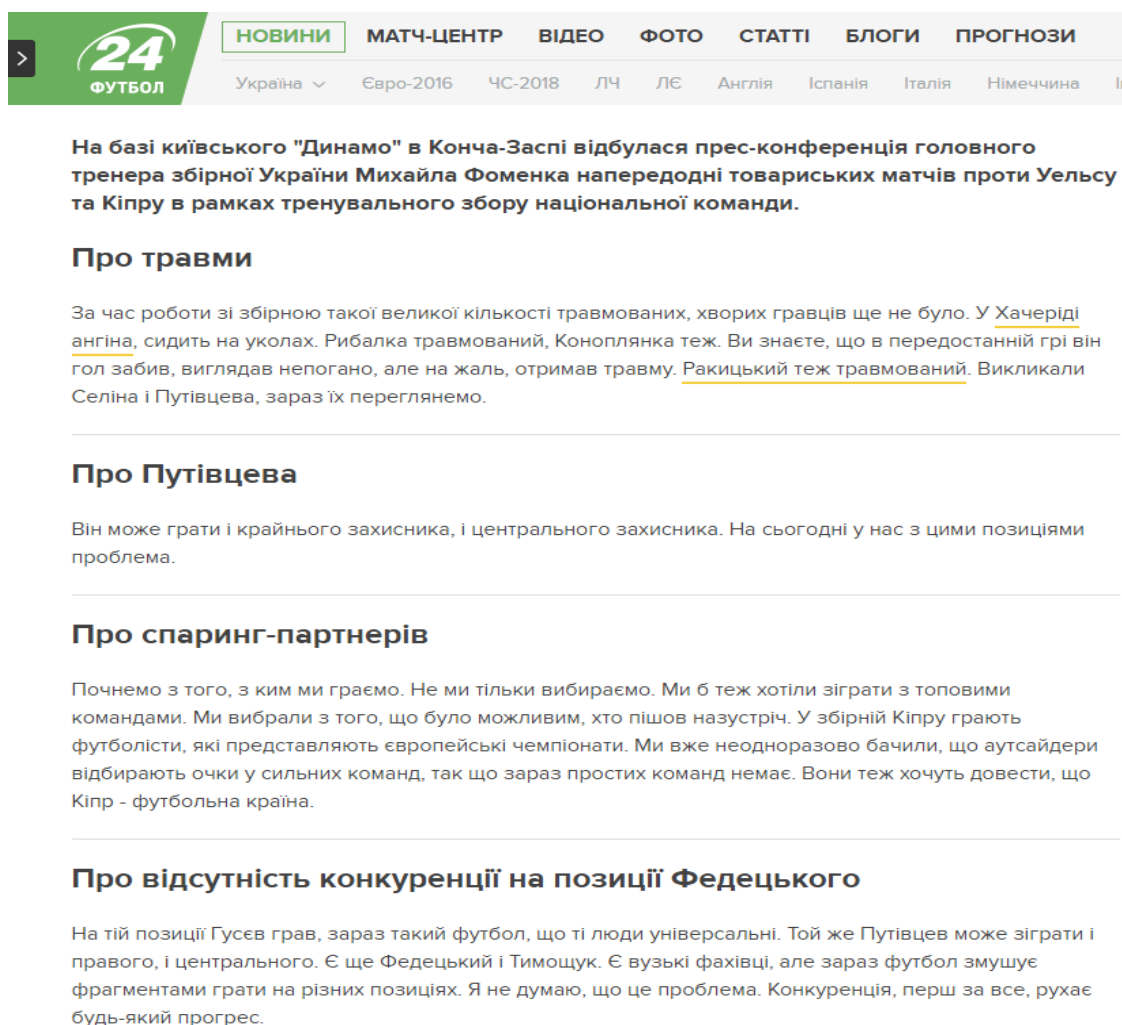 24
ФУТБОЛ
НОВИНИ МАТЧ-ЦЕНТР ВІДЕО ФОТО СТАТТІ БЛОГИ ПРОГНОЗИ
Україна Євро-2016 ЧС-2018 ЛЧ ЛЄ Англія Іспанія Італія Німеччина
На базі київського "Динамо" в Конча-Заспі відбулася прес-конференція головного
тренера збірної України Михайла Фоменка напередодні товариських матчів проти Уельсу
та Кіпру в рамках тренувального збору національної команди.
Про травми
За час роботи зі збірною такої великої кількості травмованих, хворих гравців ще не було. У Хачеріді
ангіна, сидить на уколах. Рибалка травмований, Коноплянка теж. Ви знаєте, що в передостанній грі він
гол забив, виглядав непогано, але на жаль, отримав травму. Ракицький теж травмований. Викликали
Селіна і Путівцева, зараз їх переглянемо.
Про Путівцева
Він може грати і крайнього захисника, і центрального захисника. На сьогодні у нас з цими позиціями
проблема.
Про спаринг-партнерів
Почнемо з того, з ким ми граємо. Не ми тільки вибираємо. Ми б теж хотіли зіграти з топовими
командами. Ми вибрали з того, що було можливим, хто пішов назустріч. У збірній Кіпру грають
футболісти, які представляють європейські чемпіонати. Ми вже неодноразово бачили, що аутсайдери
відбирають очки у сильних команд, так що зараз простих команд немає. Вони теж хочуть довести, що
Кіпр - футбольна країна.
Про відсутність конкуренції на позиції Федецького
На тій позиції Гусєв грав, зараз такий футбол, що ті люди універсальні. Той же Путівцев може зіграти і
правого, і центрального. Є ще Федецький і Тимощук. Є вузькі фахівці, але зараз футбол змушує
фрагментами грати на різних позиціях. Я не думаю, що це проблема. Конкуренція, перш за все, рухає
будь-який прогрес.